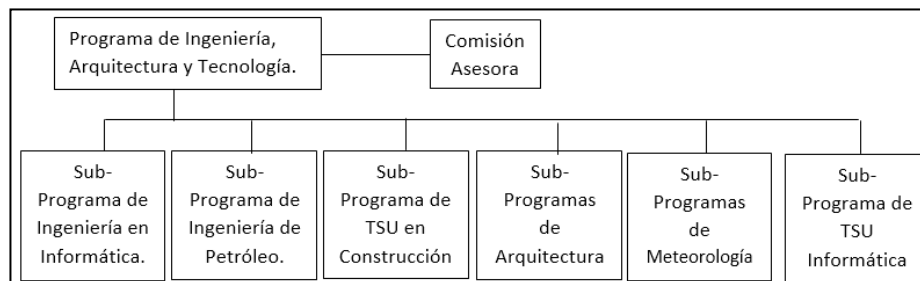 Programa de Ingeniería,
Arquitectura y Tecnología.
Comisión
Asesora
Sub-
Programa de
Ingeniería en
Informática.
Sub-
Programa de
Ingeniería de
Petróleo.
Sub-
Programa de
TSU en
Construcción
Sub-
Programas
de
Arquitectura
Sub-
Programas
de
Meteorología
Sub-
Programa de
TSU
Informática